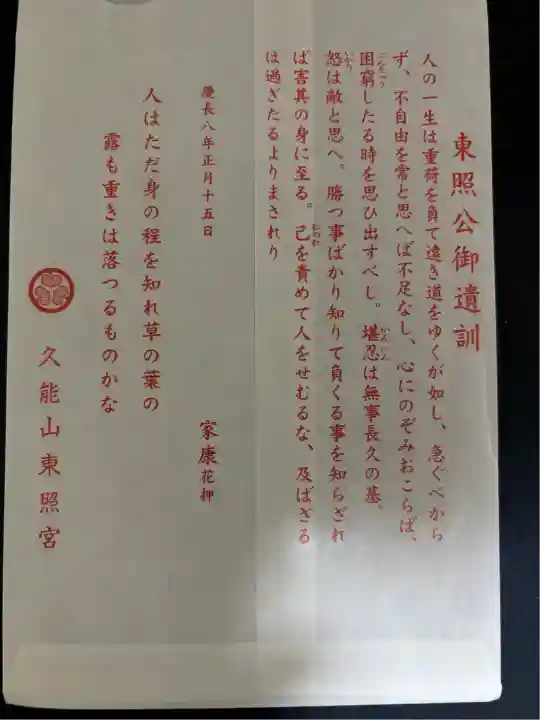 東照公御遺訓
人の一生は重荷を負て遠き道をゆくが如し、急ぐべから
ず、不自由を常と思へば不足なし、心にのぞみおこらば、
困窮したる時を思ひ出すべし。堪忍は無事長久の基、
怒は敵と思へ。勝つ事ばかり知りて負くる事を知らざれ
ば害其の身に至る。己を責めて人をせむるな、及ばざる
は過ぎたるよりまされり
慶長八年正月十五日
家康花押
人はただ身の程を知れ草の葉の
露も重きは落つるものかな
久能山東照宮